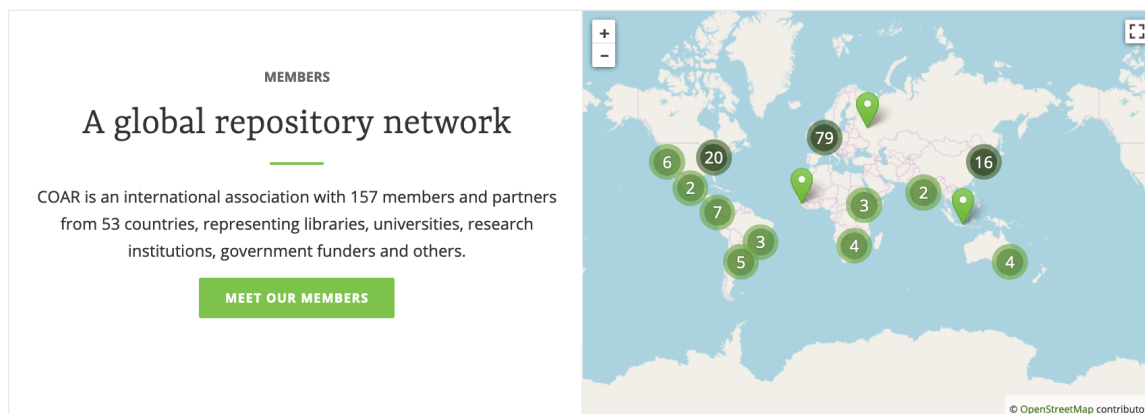 MEMBERS
A global repository network
COAR is an international association with 157 members and partners
from 53 countries, representing libraries, universities, research
institutions, government funders and others.
MEET OUR MEMBERS
+
−
79
6
20
16
2
2
7
3
3
4
5
4
© OpenStreetMap contributo